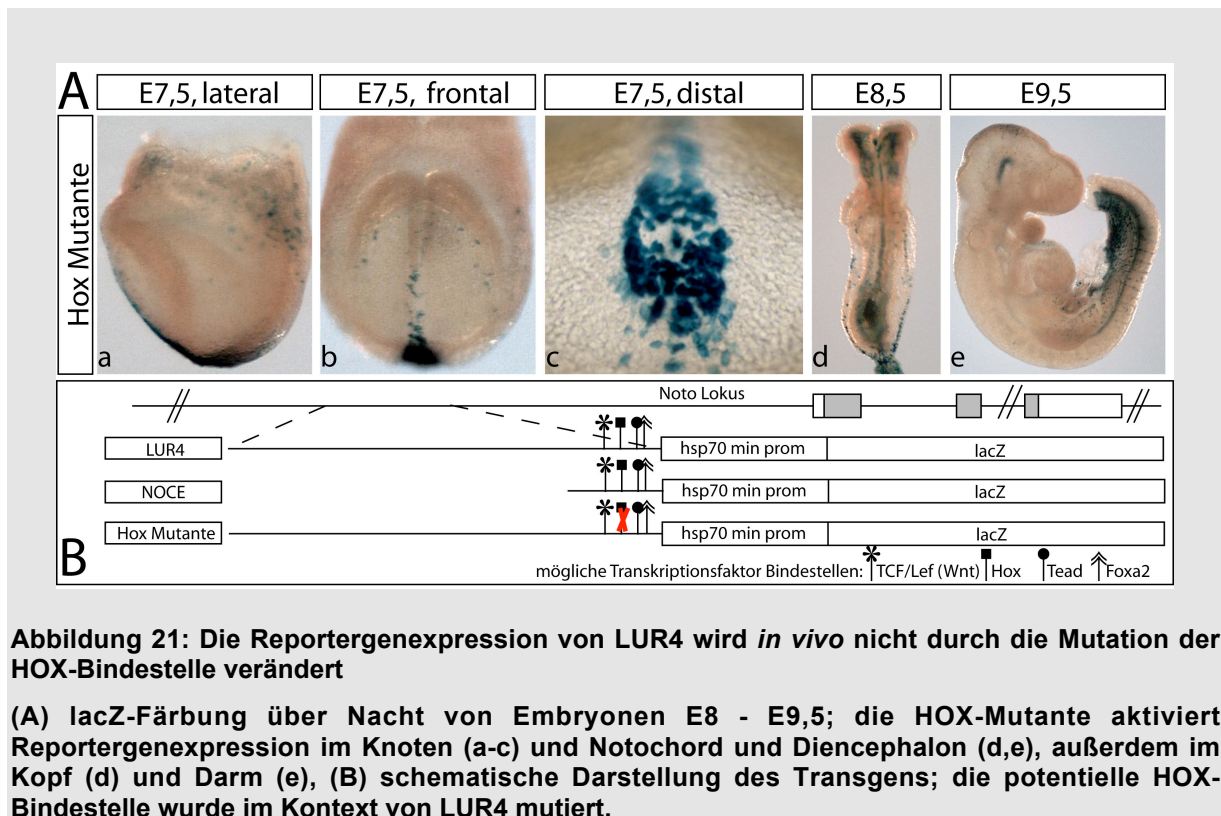 A
E7,5, lateral
E7,5, frontal
E7,5, distal
E8,5
E9,5
Hox Mutante
a
b
c
d
e
Noto Lokus
LUR4
hsp70 min prom
lacZ
NOCE
hsp70 min prom
lacZ
Hox Mutante
hsp70 min prom
lacZ
B
mögliche Transkriptionsfaktor Bindestellen: TCF/Lef (Wnt) Hox Tead Foxa2
Abbildung 21: Die Reportergenexpression von LUR4 wird in vivo nicht durch die Mutation der
HOX-Bindestelle verändert
(A) lacZ-Färbung über Nacht von Embryonen E8 - E9,5; die HOX-Mutante aktiviert
Reportergenexpression im Knoten (a-c) und Notochord und Diencephalon (d,e), außerdem im
Kopf (d) und Darm (e), (B) schematische Darstellung des Transgens; die potentielle HOX-
Bindestelle wurde im Kontext von LUR4 mutiert.